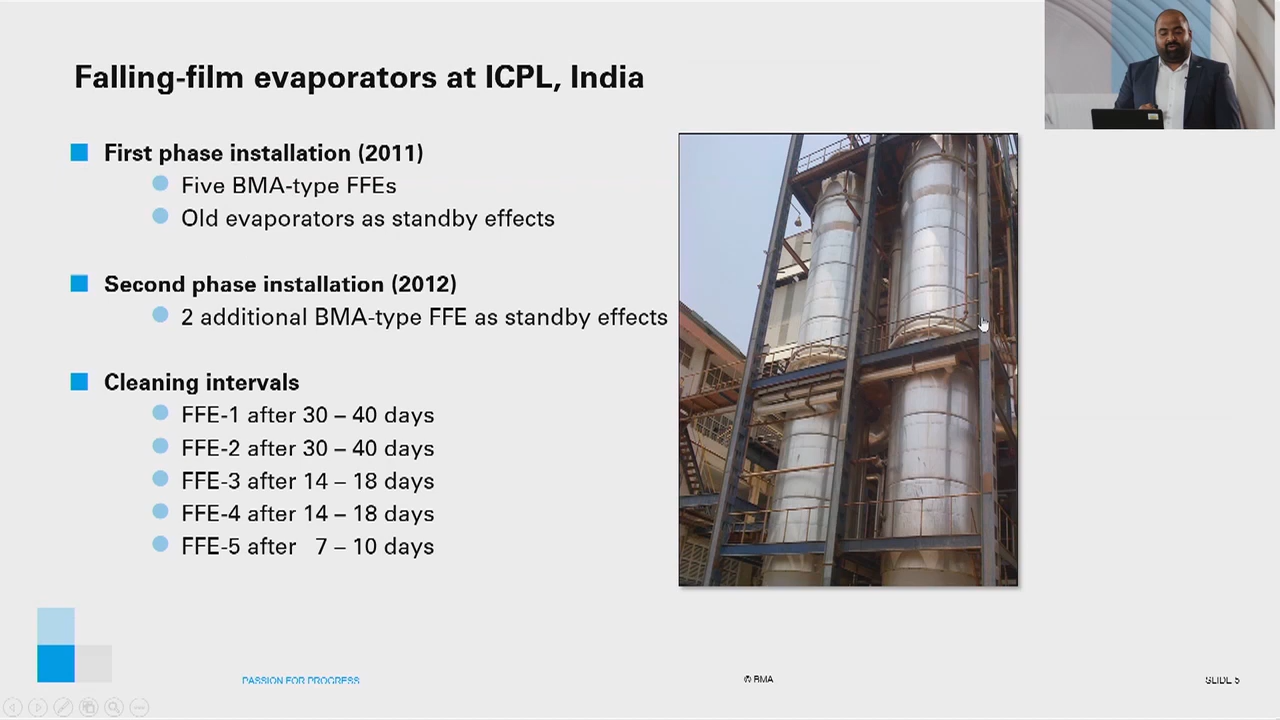 Falling-film evaporators at ICPL, India
First phase installation (2011)
Five BMA-type FFEs
Old evaporators as standby effects
Second phase installation (2012)
2 additional BMA-type FFE as standby effects
Cleaning intervals
FFE-1 after 30 – 40 days
FFE-2 after 30 – 40 days
FFE-3 after 14 – 18 days
FFE-4 after 14 – 18 days
FFE-5 after 7 – 10 days
PASSION FOR PROGRESS
© BMA
SLIDE 5